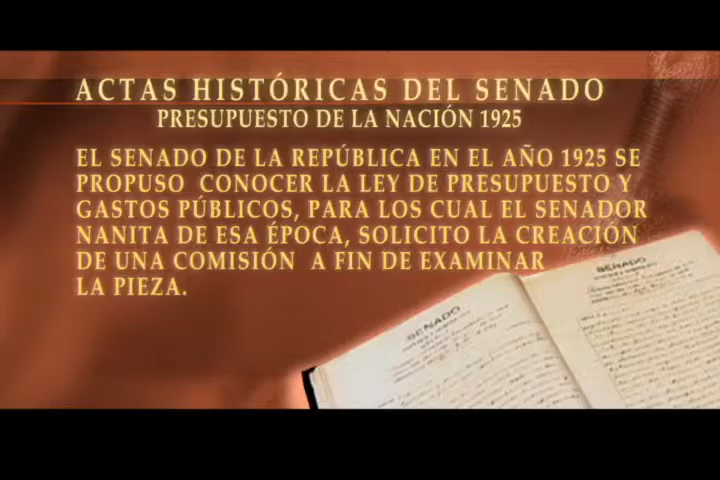 ACTAS HISTÓRICAS DEL SENADO
PRESUPUESTO DE LA NACIÓN 1925
EL SENADO DE LA REPÚBLICA EN EL AÑO 1925 SE
PROPUSO CONOCER LA LEY DE PRESUPUESTO Y
GASTOS PÚBLICOS, PARA LOS CUAL EL SENADOR
NANITA DE ESA ÉPOCA, SOLICITO LA CREACIÓN
DE UNA COMISIÓN A FIN DE EXAMINAR
LA PIEZA.
SENADO
SENADO